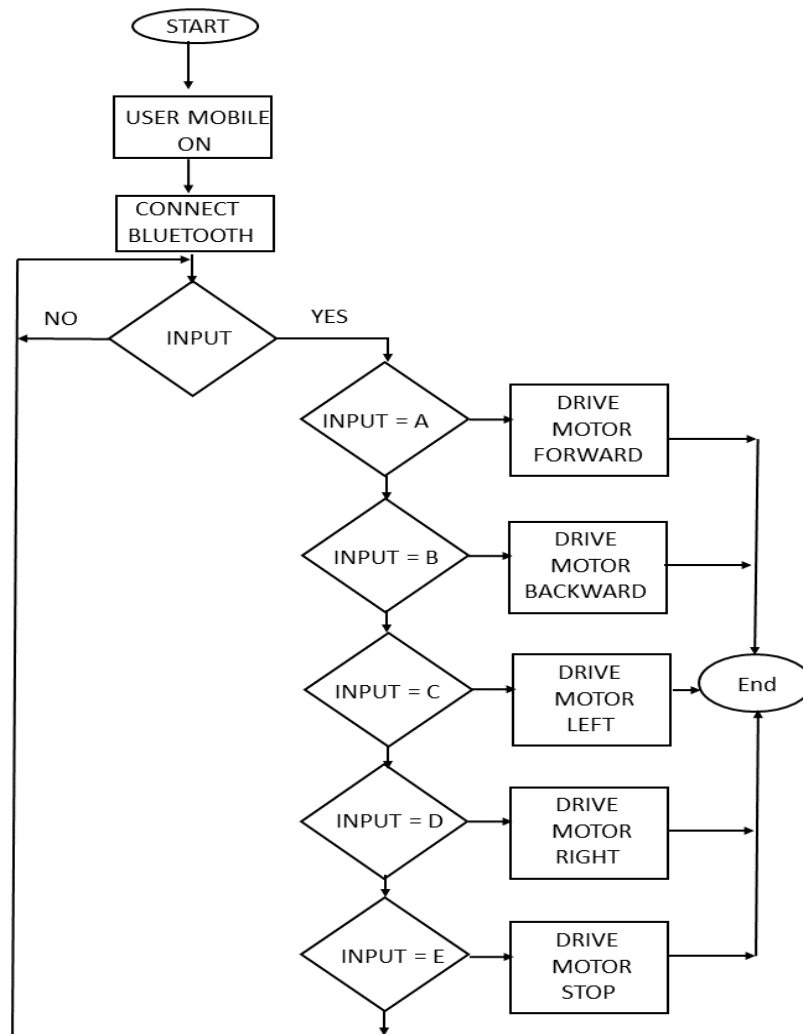 START
USER MOBILE
ON
CONNECT
BLUETOOTH
NO
YES
INPUT
INPUT = A
DRIVE
MOTOR
FORWARD
INPUT = B
DRIVE
MOTOR
BACKWARD
INPUT = C
DRIVE
MOTOR
LEFT
End
INPUT = D
DRIVE
MOTOR
RIGHT
INPUT = E
DRIVE
MOTOR
STOP